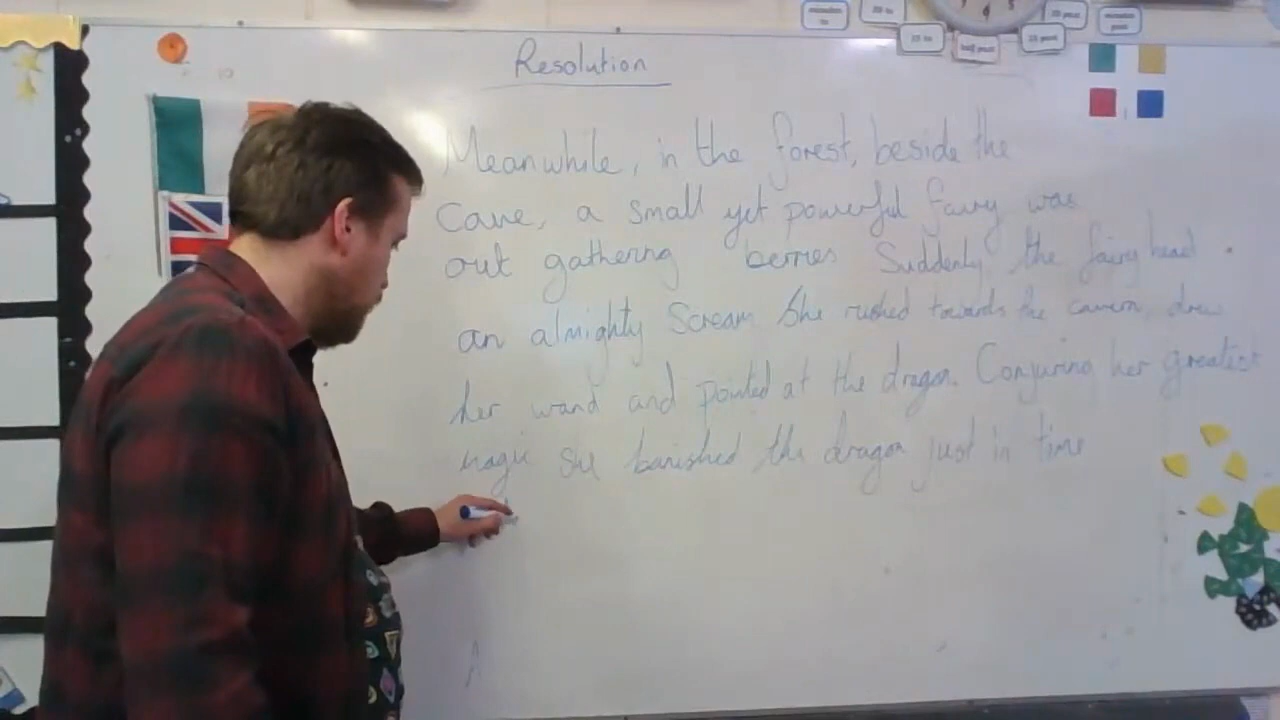 Resolution
Meanwhile, in the forest, beside the
Cave, a small yet powerful fairy was
out gathering berries Suddenly the fairy heard
an almighty Scream She rushed towards the cavern, drew
her wand and pointed at the dragon. Conjuring her greatest
magic she banished the dragon just in time
half past